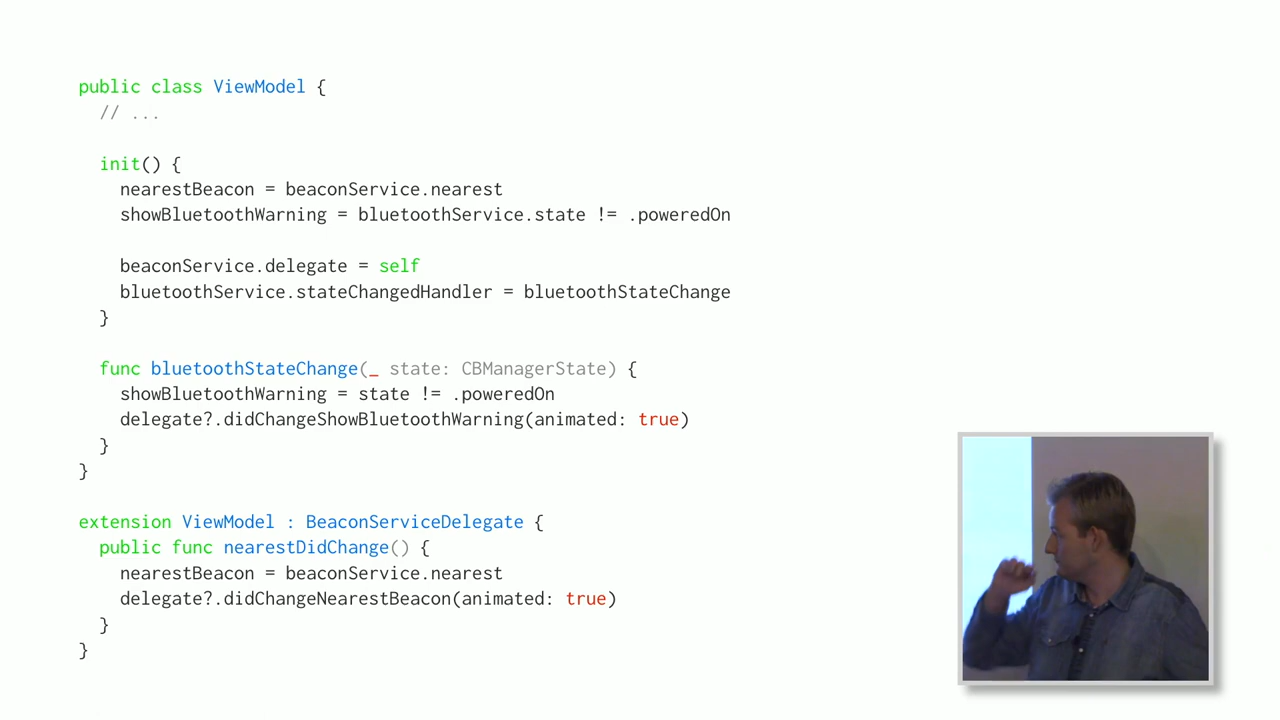 public class ViewModel {
// ...
init() {
nearestBeacon = beaconService.nearest
showBluetoothWarning = bluetoothService.state != .poweredOn
beaconService.delegate = self
bluetoothService.stateChangedHandler = bluetoothStateChange
}
func bluetoothStateChange(_ state: CBManagerState) {
showBluetoothWarning = state != .poweredOn
delegate?.didChangeShowBluetoothWarning(animated: true)
}
}
extension ViewModel : BeaconServiceDelegate {
public func nearestDidChange() {
nearestBeacon = beaconService.nearest
delegate?.didChangeNearestBeacon(animated: true)
}
}